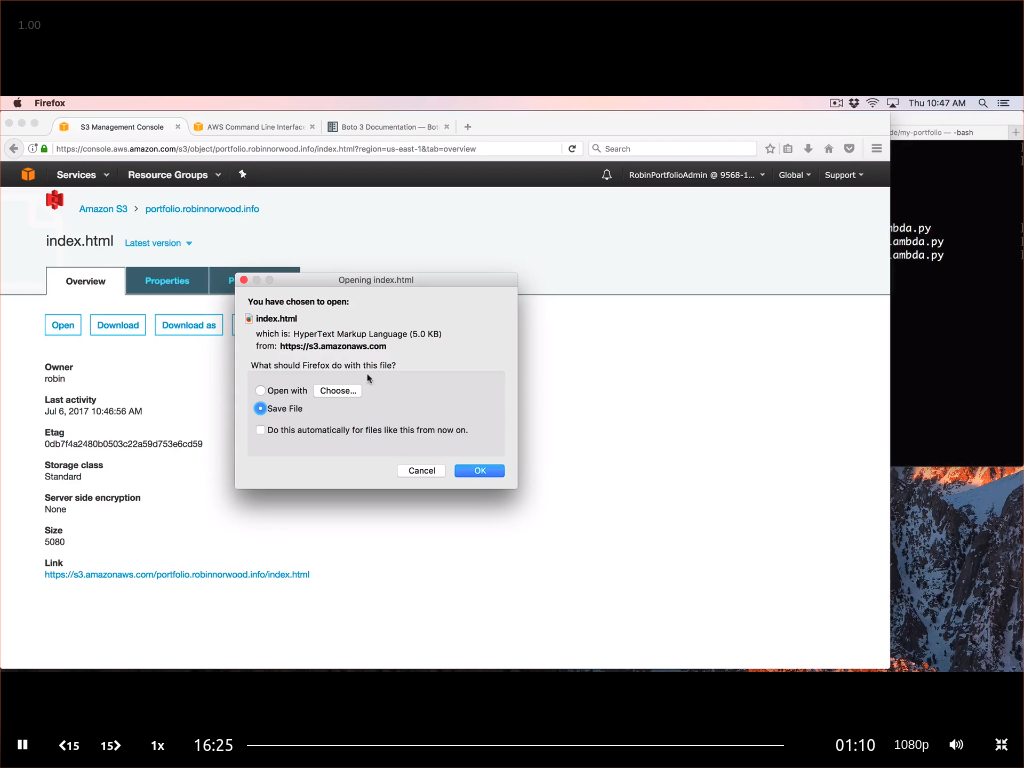 1.00
Firefox
Thu 10:47 AM
S3 Management Console
AWS Command Line Interfac
Boto 3 Documentation — Bot
de/my-portfolio — -bash
https://console.aws.amazon.com/s3/object/portfolio.robinnorwood.info/index.html?region=us-east-1&tab=overview
Search
Services
Resource Groups
RobinPortfolioAdmin @ 9568-1...
Global
Support
Amazon S3 > portfolio.robinnorwood.info
index.html
Latest version
Overview
Properties
P
ambda.py
ambda.py
Opening index.html
You have chosen to open:
index.html
which is: HyperText Markup Language (5.0 KB)
from: https://s3.amazonaws.com
What should Firefox do with this file?
Open with
Choose...
Save File
Do this automatically for files like this from now on.
Cancel
OK
Open
Download
Download as
Owner
robin
Last activity
Jul 6, 2017 10:46:56 AM
Etag
0db7f4a2480b0503c22a59d753e6cd59
Storage class
Standard
Server side encryption
None
Size
5080
Link
https://s3.amazonaws.com/portfolio.robinnorwood.info/index.html
15
15
1x
16:25
01:10
1080p